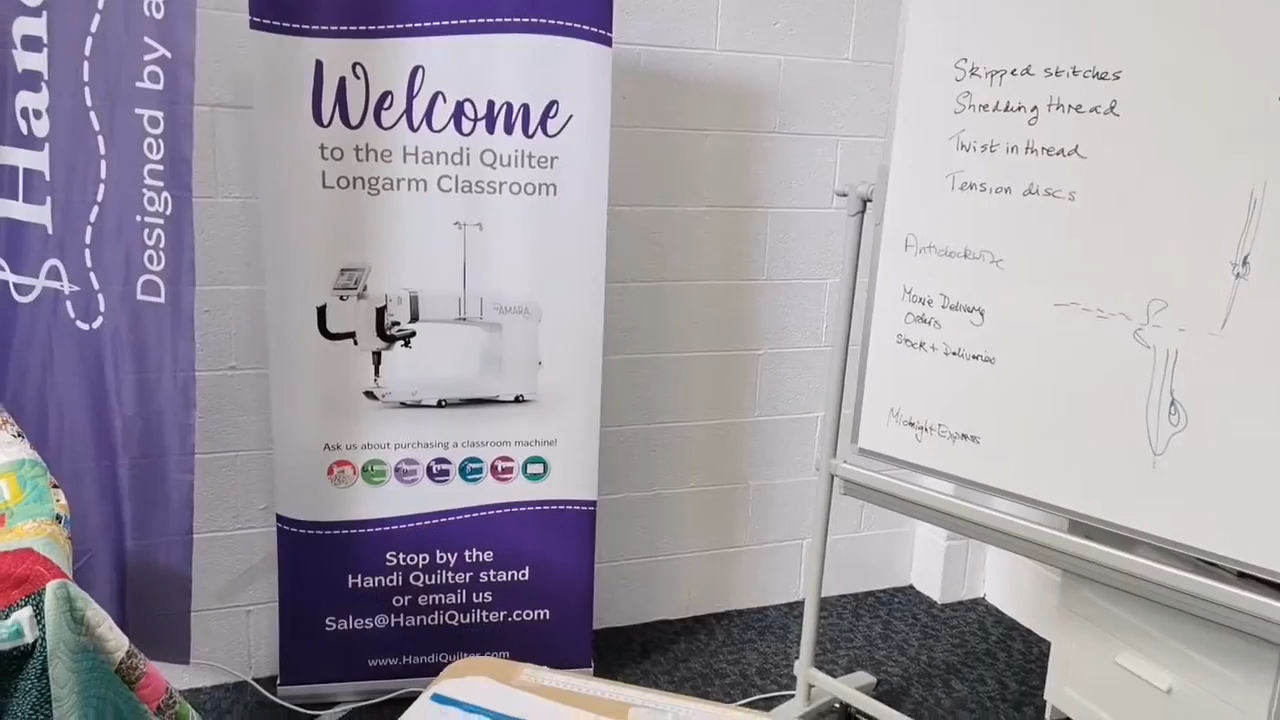 Han
Designed by a
Welcome
to the Handi Quilter
Longarm Classroom
AMARA
Ask us about purchasing a classroom machine!
Stop by the
Handi Quilter stand
or email us
Sales@HandiQuilter.com
www.HandiQuilter.com
Skipped stitches
Shredding thread
Twist in thread
Tension discs
Anticlockwise
Moxie Delivery
Orders
Stock + Deliveries
Midnight Express